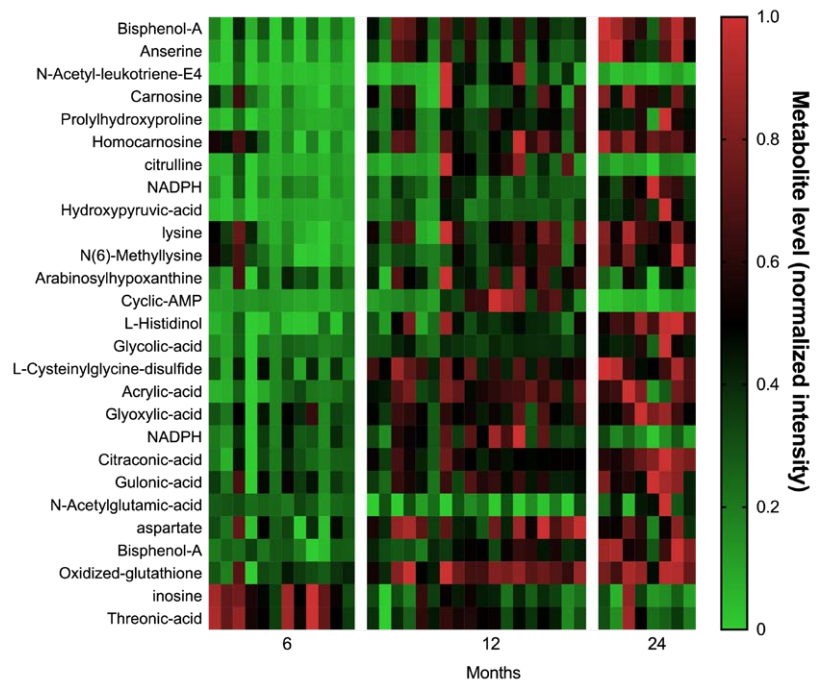 Bisphenol-A
Anserine
N-Acetyl-leukotriene-E4
Carnosine
Prolylhydroxyproline
Homocarnosine
citrulline
NADPH
Hydroxypyruvic-acid
lysine
N(6)-Methyllysine
Arabinosylhypoxanthine
Cyclic-AMP
L-Histidinol
Glycolic-acid
L-Cysteinylglycine-disulfide
Acrylic-acid
Glyoxylic-acid
NADPH
Citraconic-acid
Gulonic-acid
N-Acetylglutamic-acid
aspartate
Bisphenol-A
Oxidized-glutathione
inosine
Threonic-acid
6 12 24
Months
1.0
0.8
0.6
0.4
0.2
0
Metabolite level (normalized intensity)